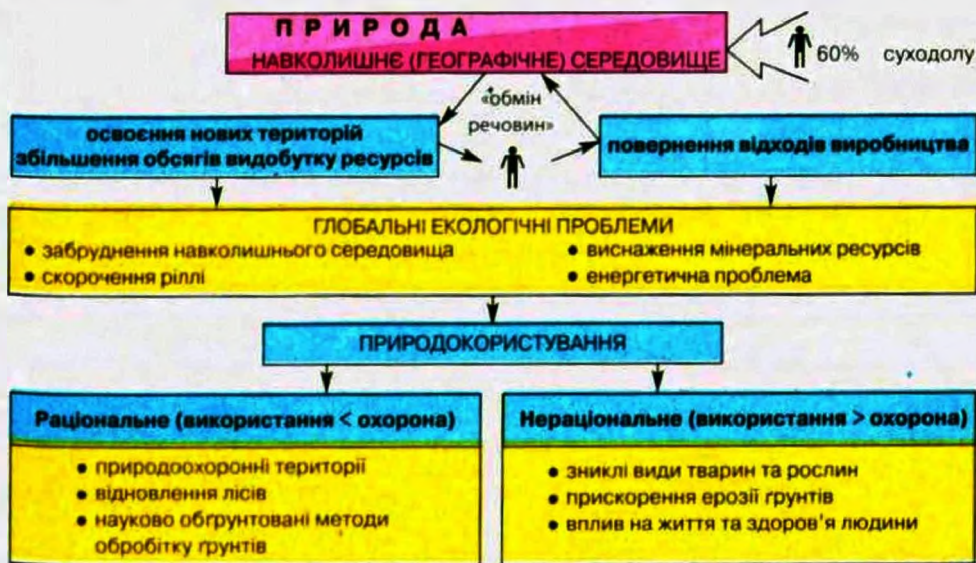 ПРИРОДА
НАВКОЛИШНЄ (ГЕОГРАФІЧНЕ) СЕРЕДОВИЩЕ
60% суходолу
«обмін
речовин»
освоєння нових територій
збільшення обсягів видобутку ресурсів
повернення відходів виробництва
ГЛОБАЛЬНІ ЕКОЛОГІЧНІ ПРОБЛЕМИ
• забруднення навколишнього середовища
• скорочення ріллі
• виснаження мінеральних ресурсів
• енергетична проблема
ПРИРОДОКОРИСТУВАННЯ
Раціональне (використання < охорона)
• природоохоронні території
• відновлення лісів
• науково обґрунтовані методи
обробітку ґрунтів
Нераціональне (використання > охорона)
• зниклі види тварин та рослин
• прискорення ерозії ґрунтів
• вплив на життя та здоров'я людини